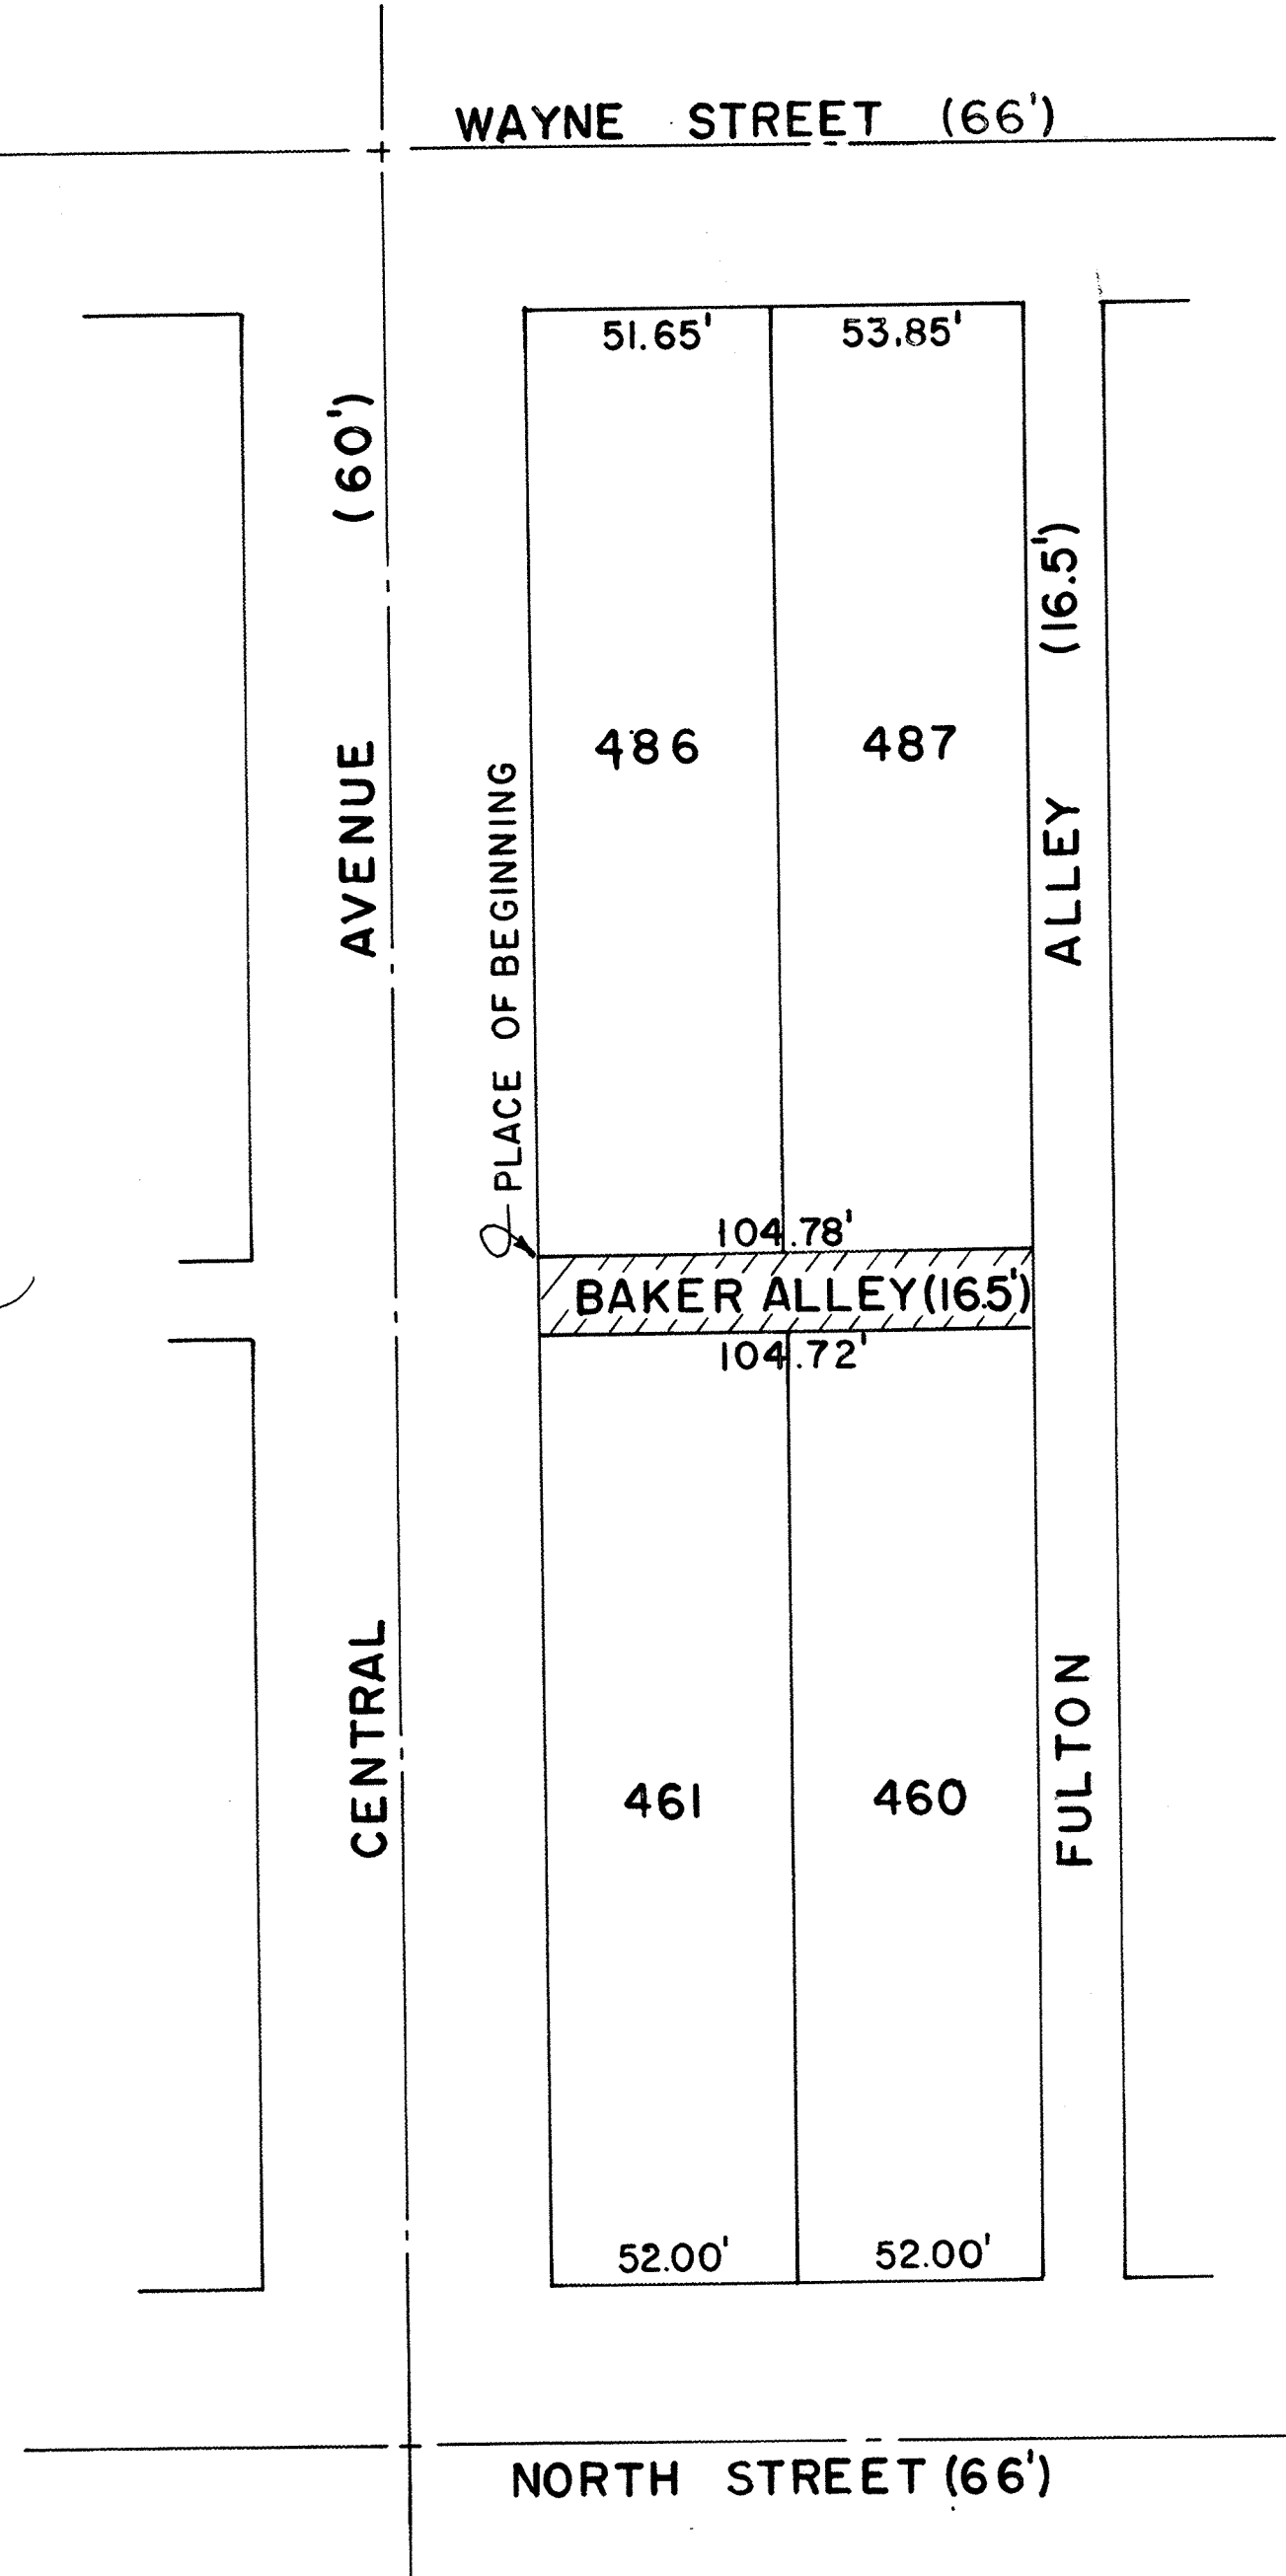 WAYNE STREET (66')
51.65' 53.85'
CENTRAL AVENUE (60')
FULTON ALLEY (16.5')
486 487
PLACE OF BEGINNING
104.78'
BAKER ALLEY (16.5')
104.72'
461 460
52.00' 52.00'
NORTH STREET (66')